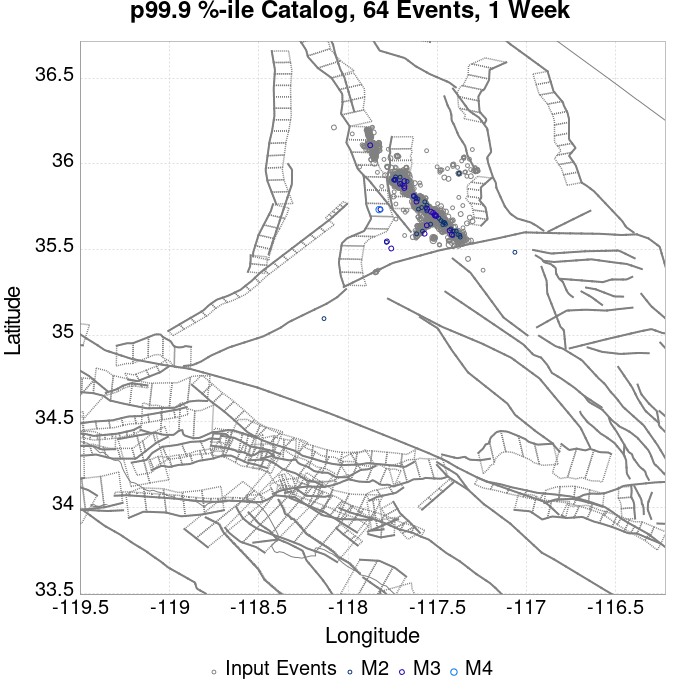 p99.9 %-ile Catalog, 64 Events, 1 Week
36.5
36
35.5
35
34.5
34
33.5
Latitude
-119.5 -119 -118.5 -118 -117.5 -117 -116.5
Longitude
Input Events M2 M3 M4